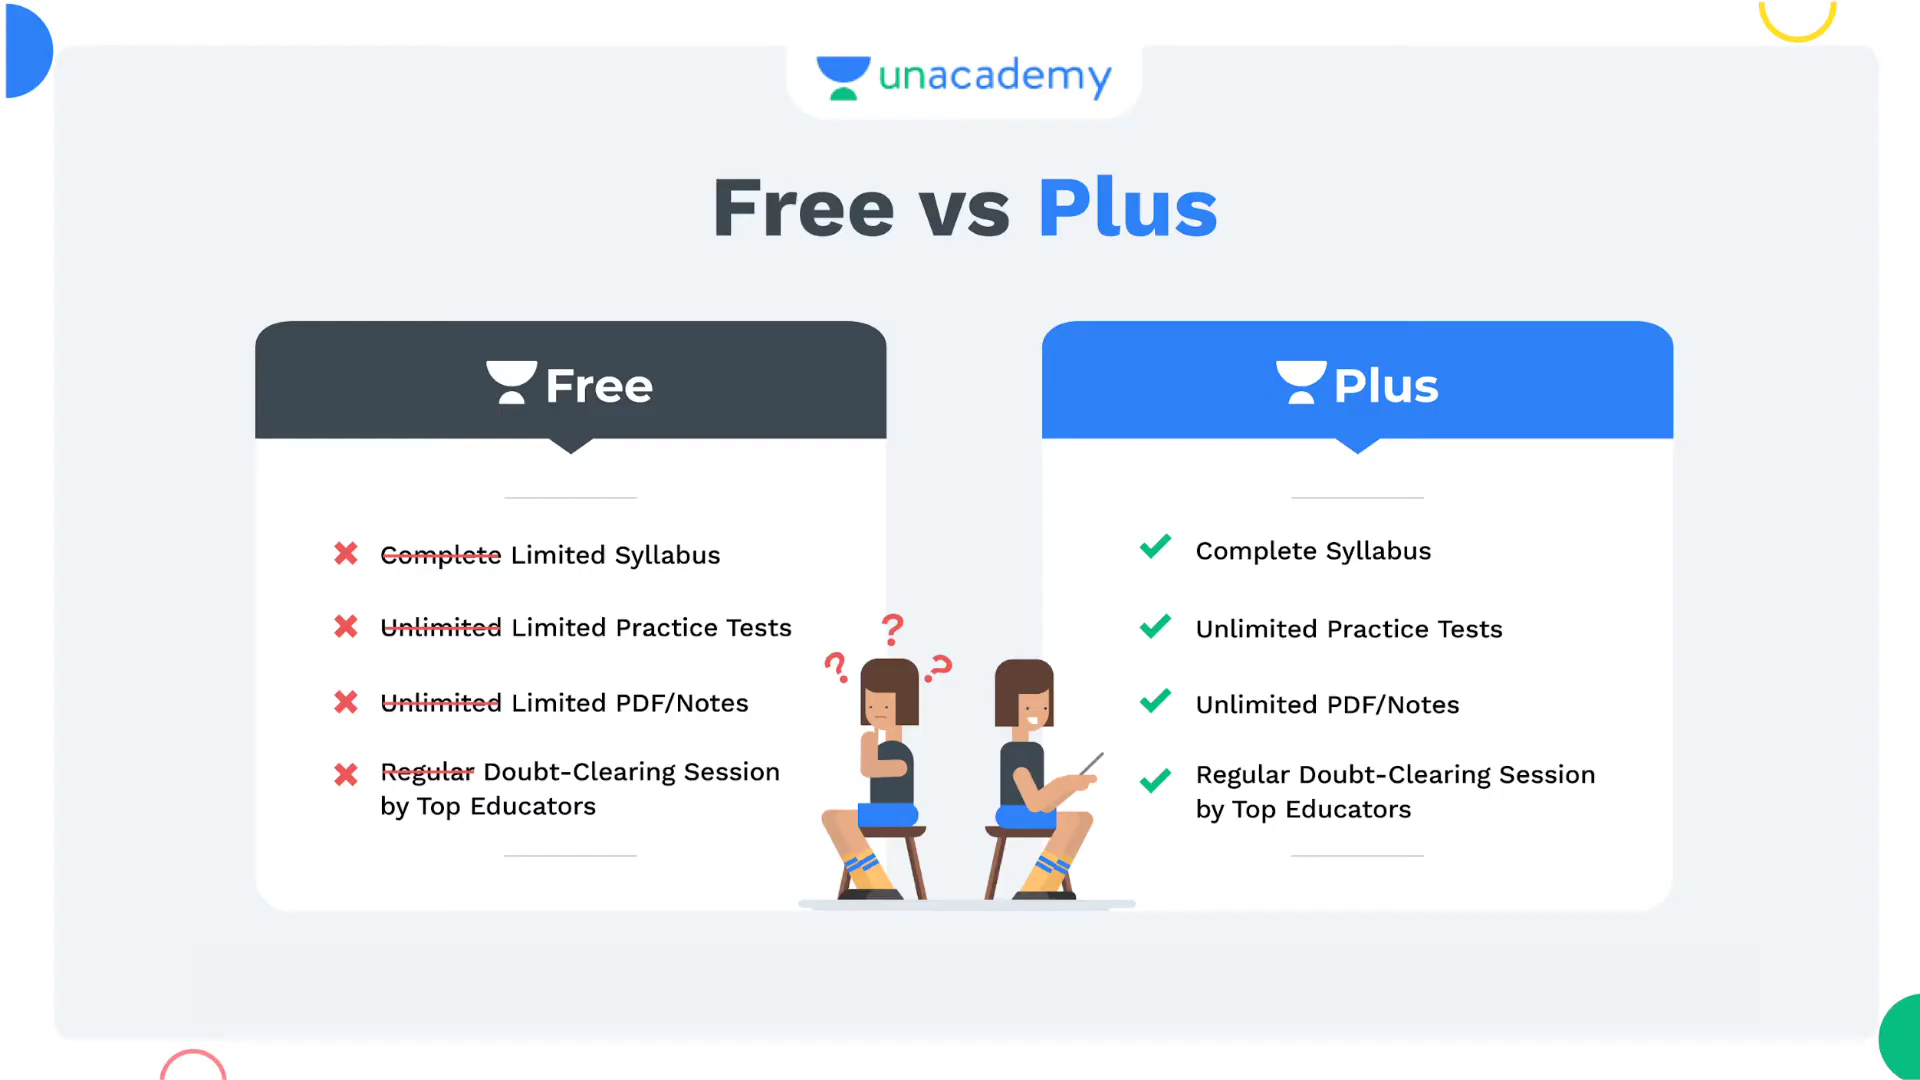 unacademy
Free vs Plus
Free
Complete Limited Syllabus
Unlimited Limited Practice Tests
Unlimited Limited PDF/Notes
Regular Doubt-Clearing Session
by Top Educators
? ? ?
Plus
Complete Syllabus
Unlimited Practice Tests
Unlimited PDF/Notes
Regular Doubt-Clearing Session
by Top Educators